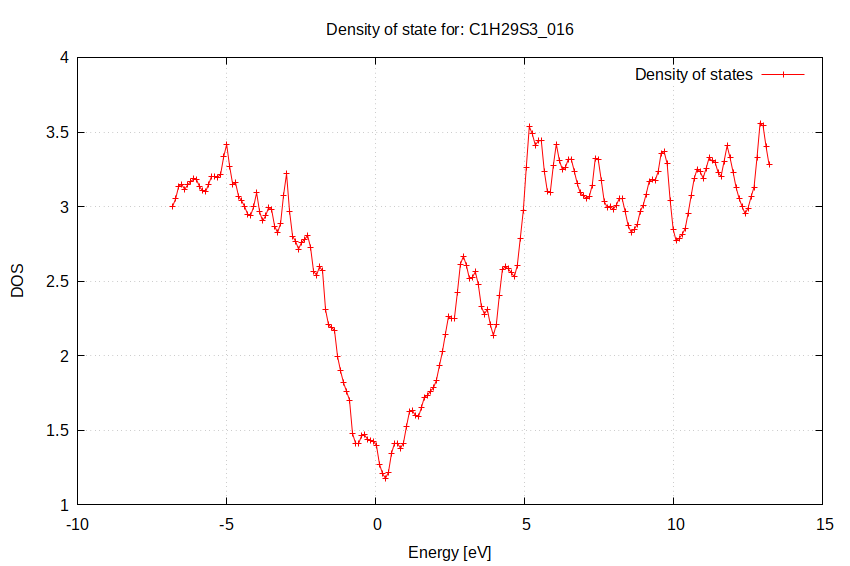 Density of state for: C1H29S3_016
Density of states
4
3.5
3
2.5
2
1.5
1
DOS
-10 -5 0 5 10 15
Energy [eV]